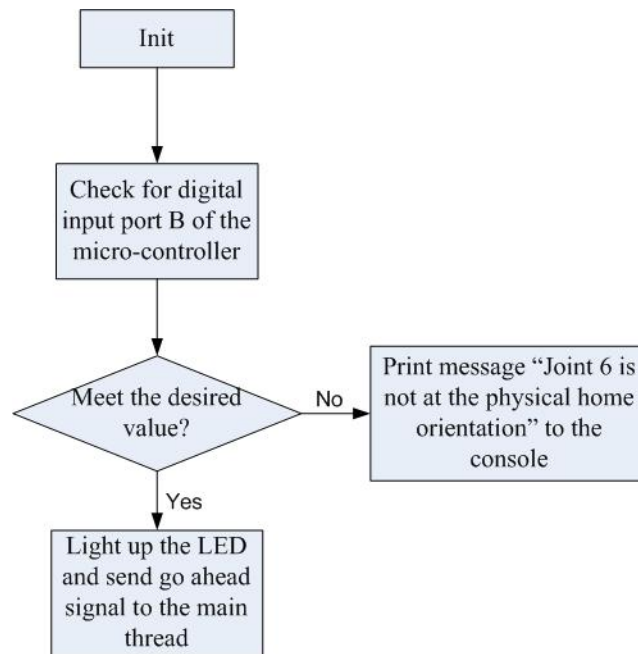 Init
Check for digital
input port B of the
micro-controller
Meet the desired
value?
No
Print message “Joint 6 is
not at the physical home
orientation” to the
console
Yes
Light up the LED
and send go ahead
signal to the main
thread